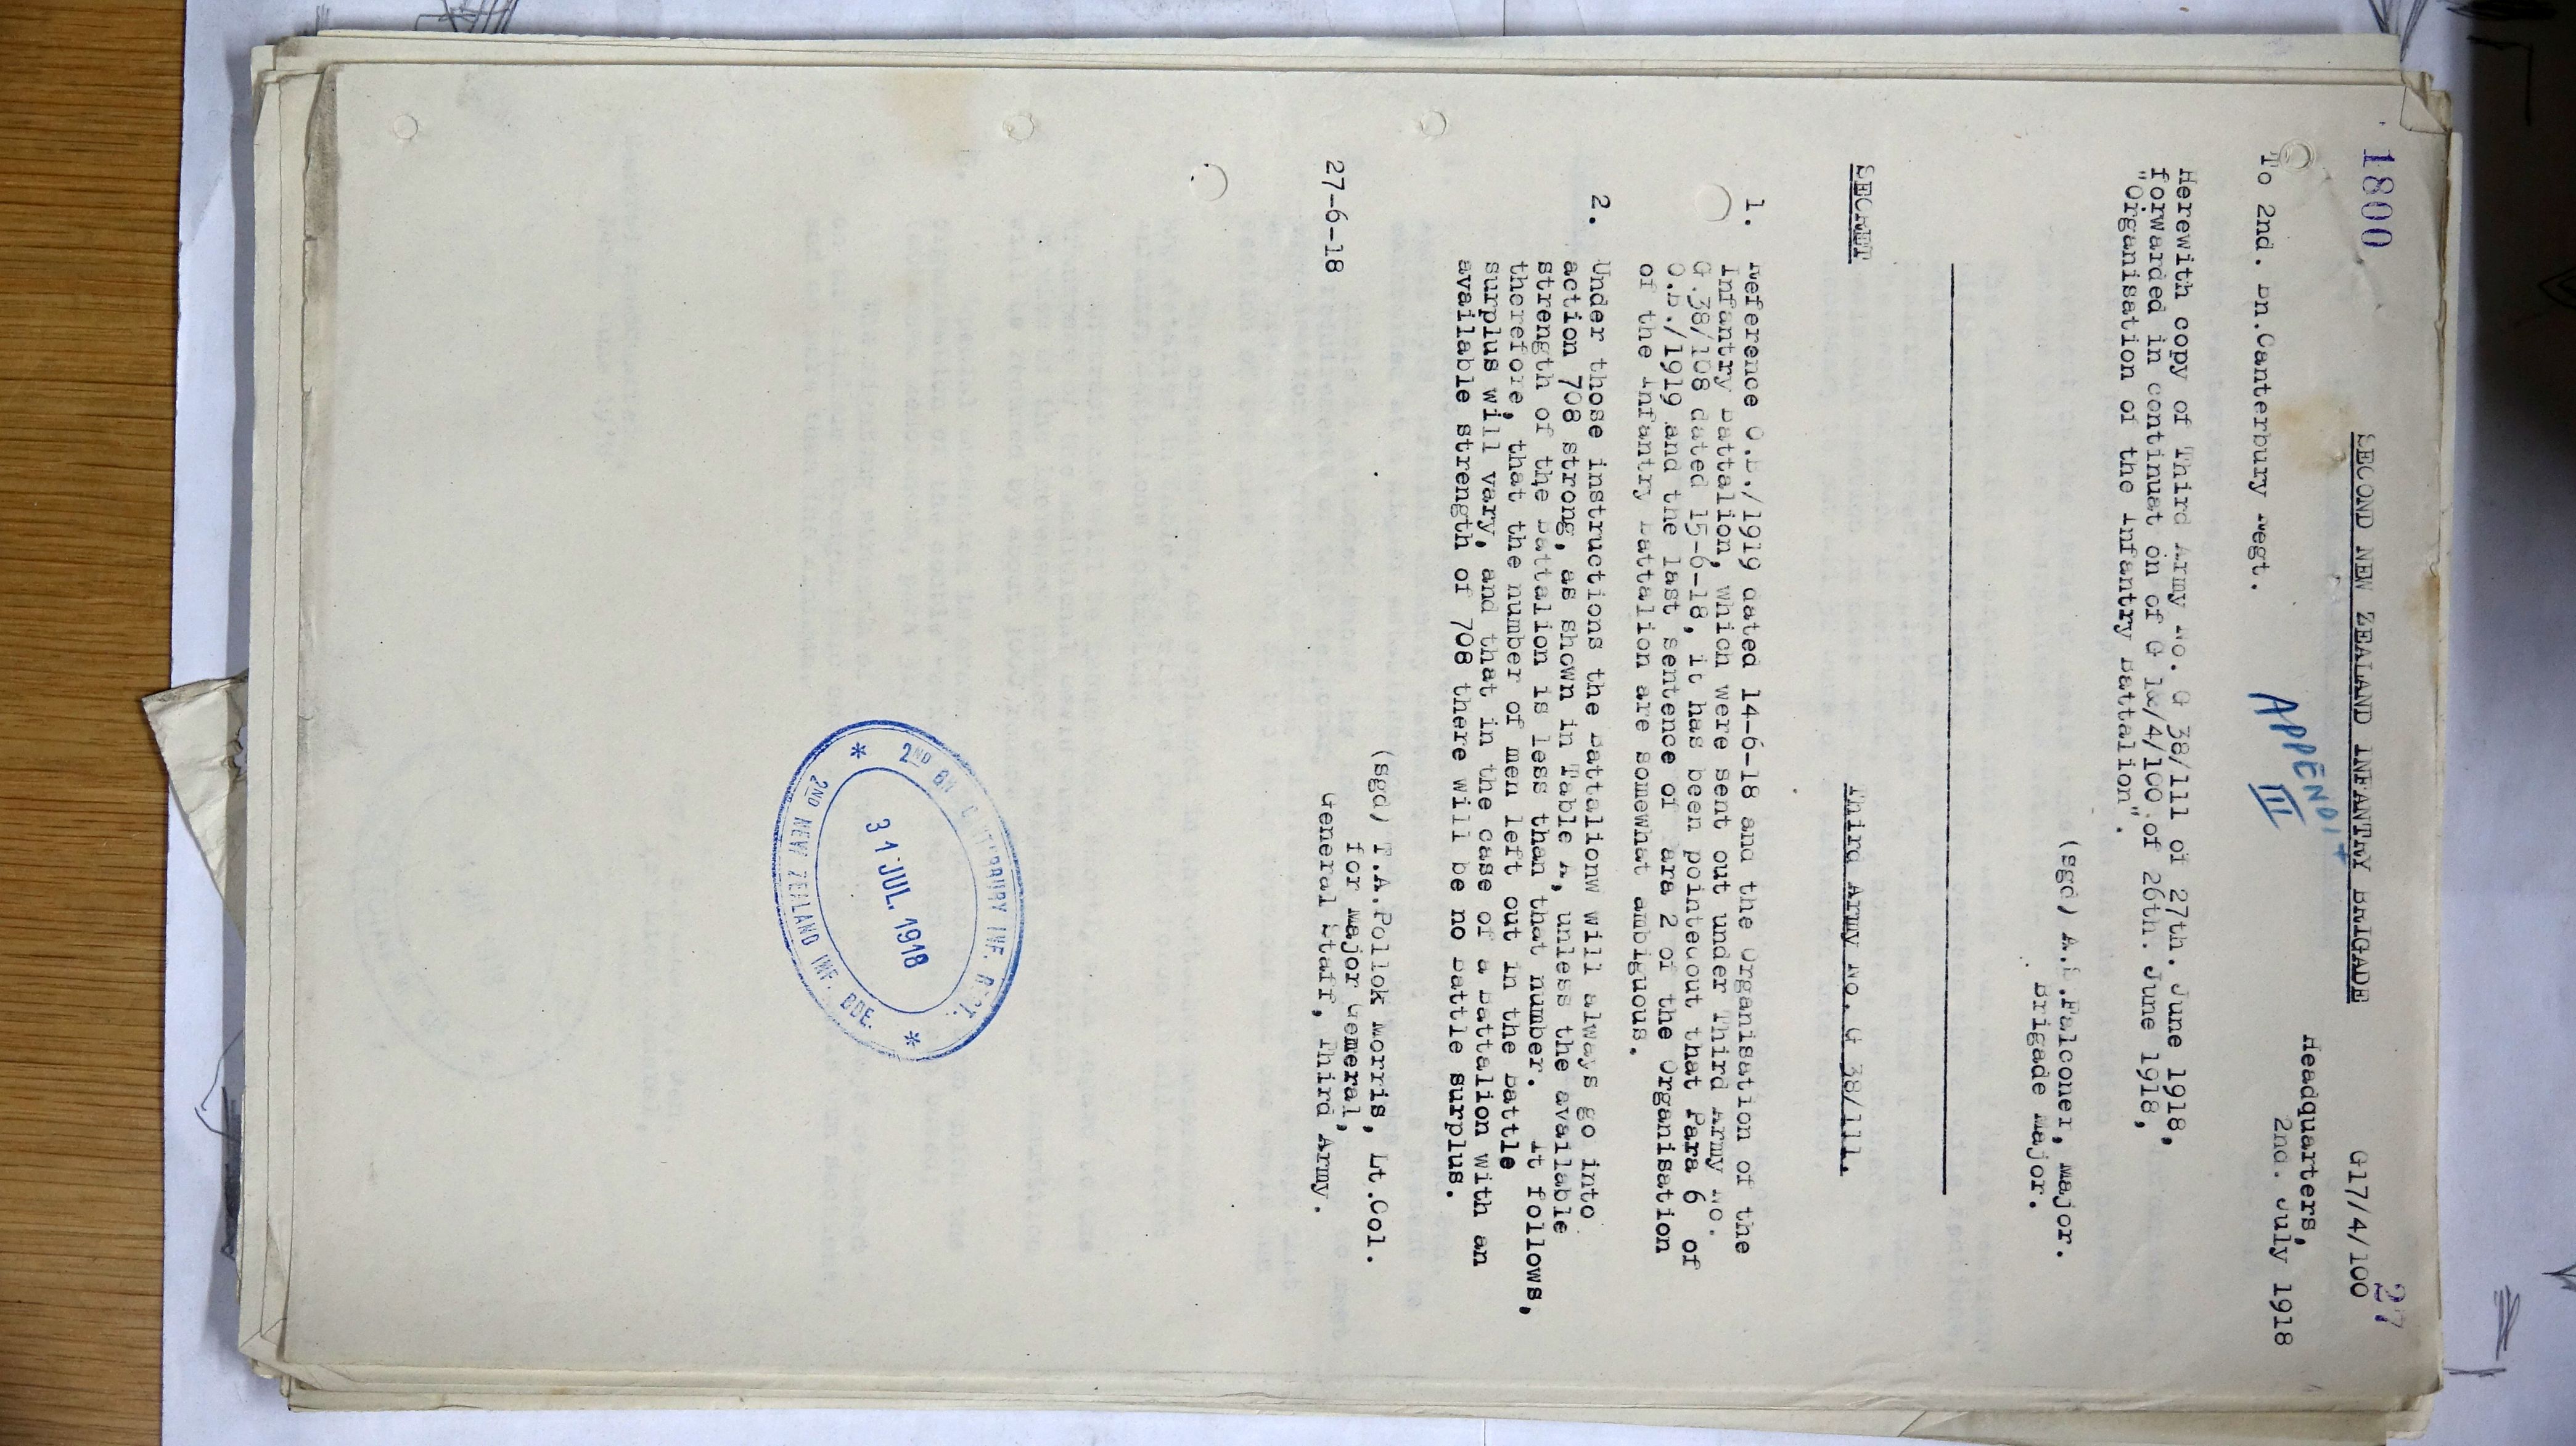 1800
27
SECOND NEW ZEALAND INFANTRY BRIGADE
G17/4/100
Headquarters,
2nd. July 1918
APPENDIX
III
To 2nd. Bn.Canterbury Regt.
Herewith copy of Third Army No. G 38/111 of 27th. June 1918,
forwarded in continuat on of G 1&/4/100 of 26th. June 1918,
"Organisation of the Infantry Battalion".
(sgd) A. .Falconer, Major.
Brigade Major.
SECRET
Third Army No. G 38/111.
1. Reference O.B./1919 dated 14-6-18 and the Organisation of the
Infantry Battalion, which were sent out under Third Army No.
G.38/108 dated 15-6-18, it has been pointedout that Para 6 of
O.B./1919 and the last sentence of Para 2 of the Organisation
of the Infantry Battalion are somewhat ambiguous.
2. Under those instructions the Battalionw will always go into
action 708 strong, as shown in Table A, unless the available
strength of the Battalion is less than that number. It follows,
therefore, that the number of men left out in the Battle
surplus will vary, and that in the case of a Battalion with an
available strength of 708 there will be no Battle surplus.
(sgd) T.A.Pollok Morris, Lt.Col.
for Major Gemeral,
27-6-18
General Staff, Third Army.
2ND BN CANTERBURY INF. REGT.
31 JUL. 1918
2ND NEW ZEALAND INF. BDE.